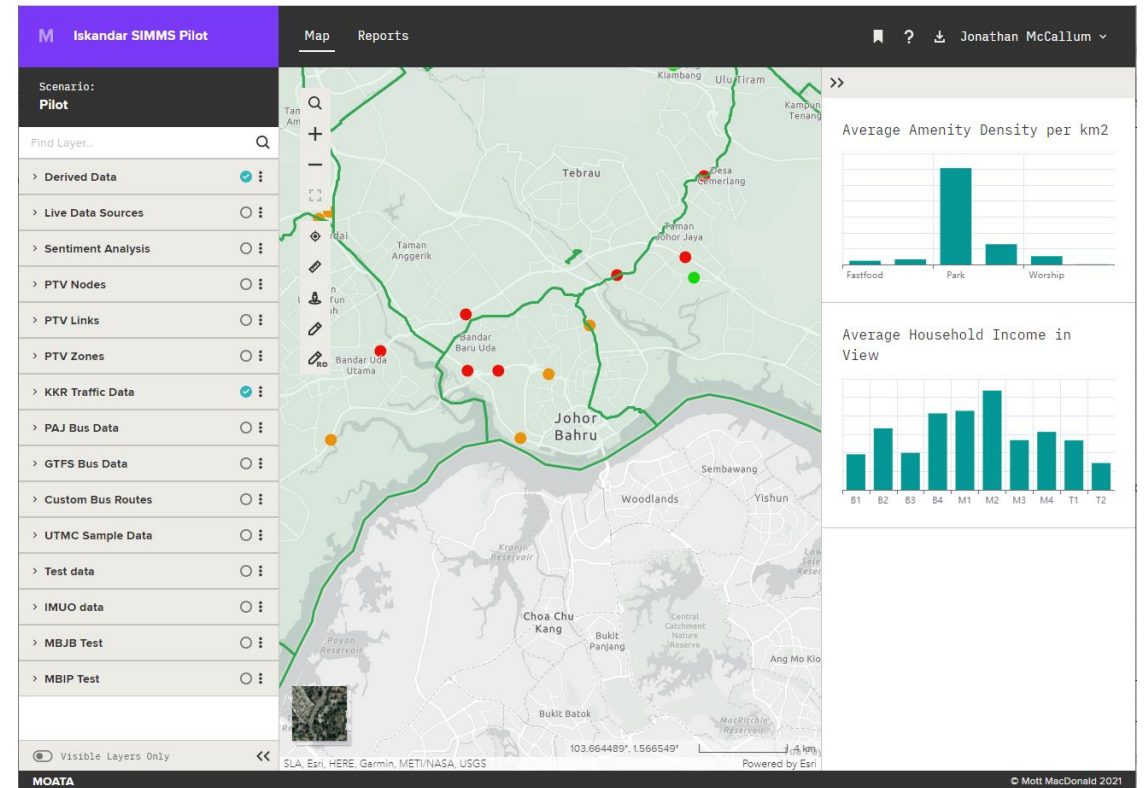 M Iskandar SIMMS Pilot
Map Reports
? Jonathan McCallum
Scenario:
Pilot
Find Layer...
> Derived Data
> Live Data Sources
> Sentiment Analysis
> PTV Nodes
> PTV Links
> PTV Zones
> KKR Traffic Data
> PAJ Bus Data
> GTFS Bus Data
> Custom Bus Routes
> UTMC Sample Data
> Test data
> IMUO data
> MBJB Test
> MBIP Test
Visible Layers Only <<
MOATA
Kiambang
Ulu Tiram
Kampun
Tenang
Tebrau
Desa
Cemerlang
Taman
Johor Jaya
Taman
Anggerik
RO
Bandar
Baru Uda
Bandar Uda
Utama
Johor
Bahru
Sembawang
Woodlands
Yishun
Kranji
Reservoir
Choa Chu
Kang
Central
Catchment
Nature
Reserve
Bukit
Panjang
Poyan
Reservoir
Ang Mo Kio
Bukit Batok
MacRitchie
Reservoir
103.664489°, 1.566549°
4 km
SLA, Esri, HERE, Garmin, METI/NASA, USGS
Powered by Esri
>>
Average Amenity Density per km2
Fastfood Park Worship
Average Household Income in
View
B1 B2 B3 B4 M1 M2 M3 M4 T1 T2
© Mott MacDonald 2021